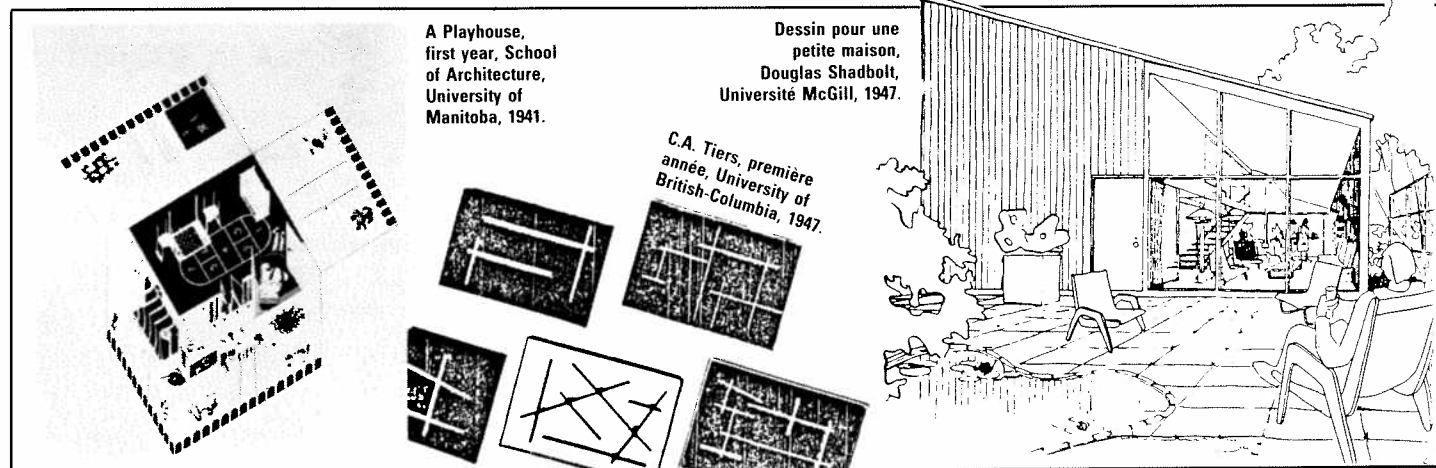 A Playhouse,
first year, School
of Architecture,
University of
Manitoba, 1941.
Dessin pour une
petite maison,
Douglas Shadbolt,
Université McGill, 1947.
C.A. Tiers, première
année, University of
British-Columbia, 1947.